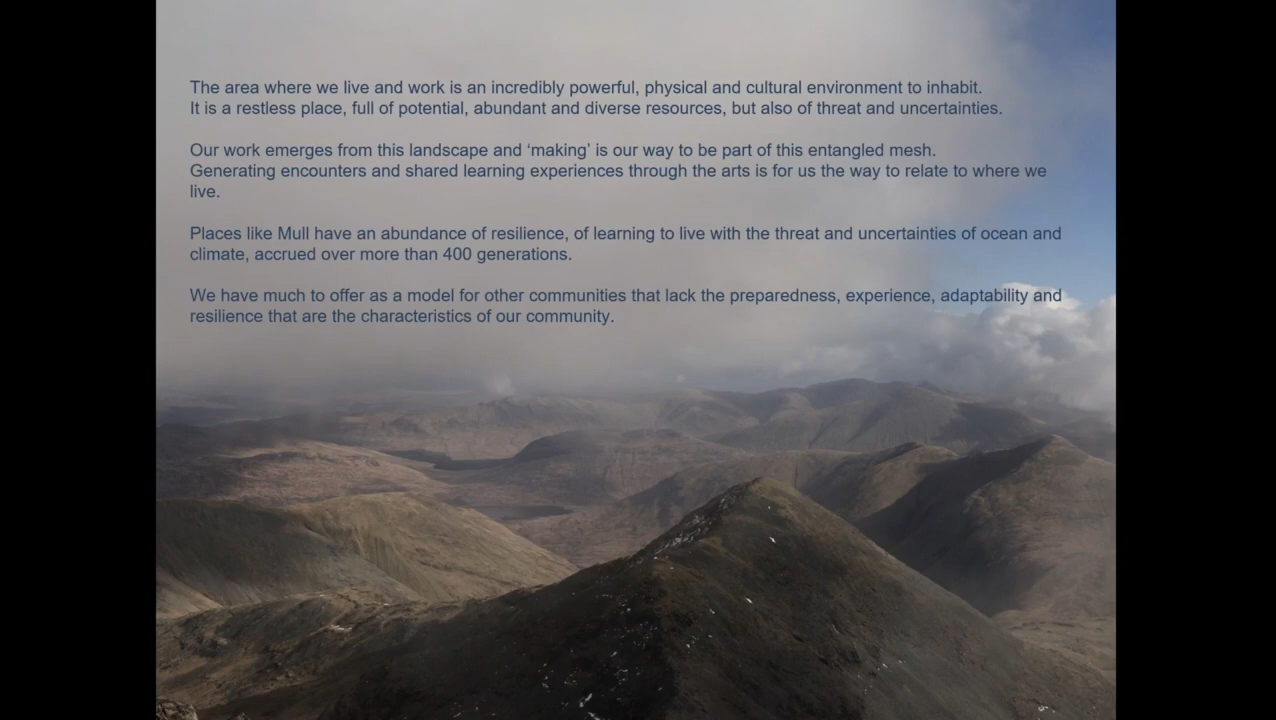 The area where we live and work is an incredibly powerful, physical and cultural environment to inhabit.
It is a restless place, full of potential, abundant and diverse resources, but also of threat and uncertainties.
Our work emerges from this landscape and ‘making’ is our way to be part of this entangled mesh.
Generating encounters and shared learning experiences through the arts is for us the way to relate to where we
live.
Places like Mull have an abundance of resilience, of learning to live with the threat and uncertainties of ocean and
climate, accrued over more than 400 generations.
We have much to offer as a model for other communities that lack the preparedness, experience, adaptability and
resilience that are the characteristics of our community.